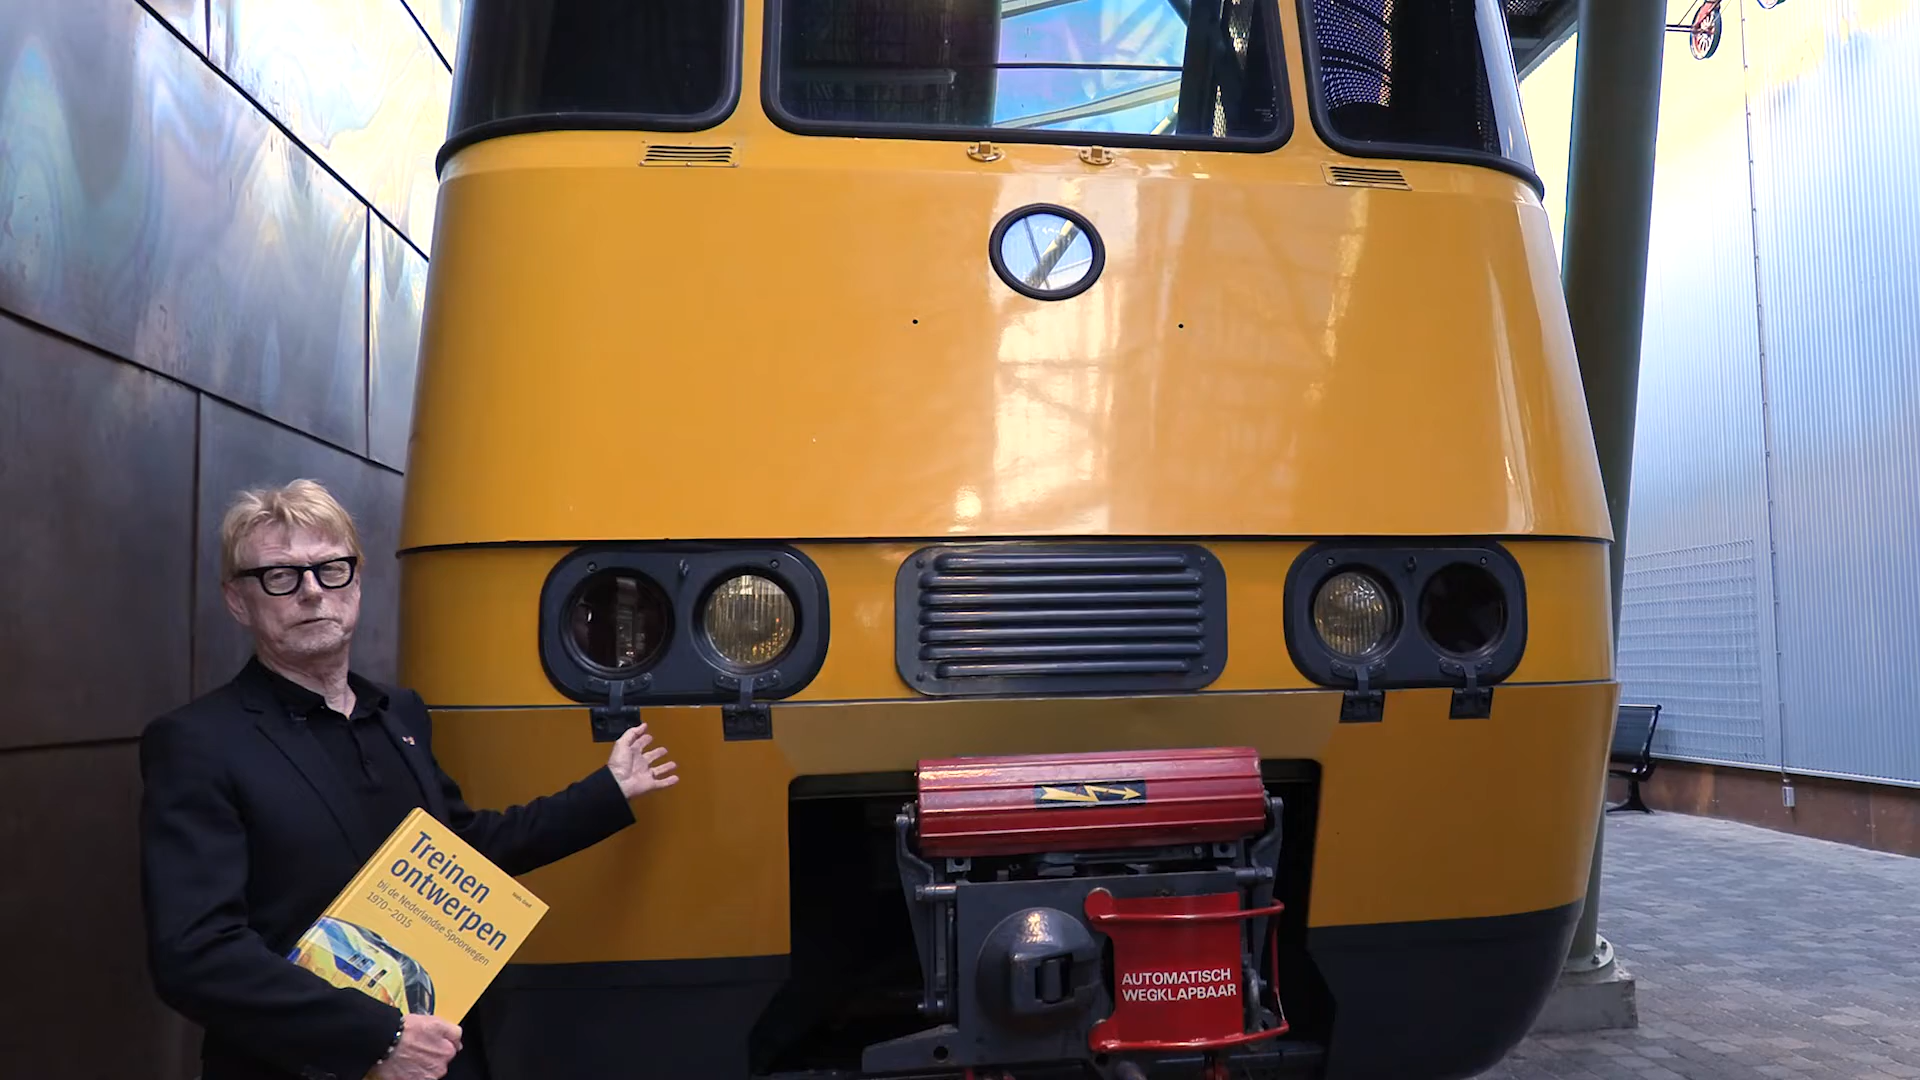 Treinen
ontwerpen
bij de Nederlandse Spoorwegen
1970-2015
AUTOMATISCH
WEGKLAPBAAR